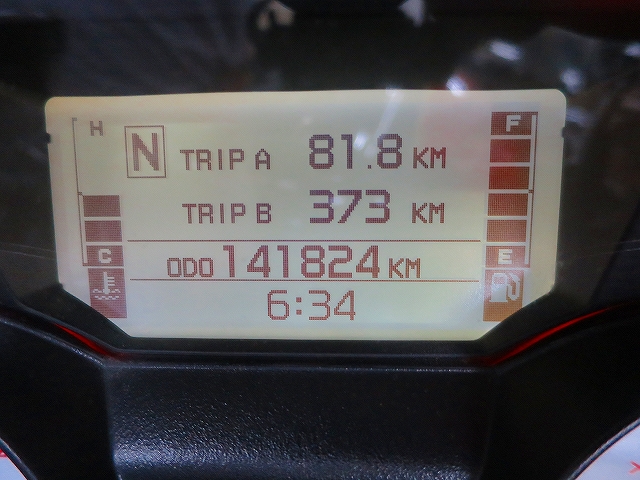 H
N
TRIP A 81.8 KM
F
TRIP B 373 KM
C
ODO 141824 KM
E
6:34